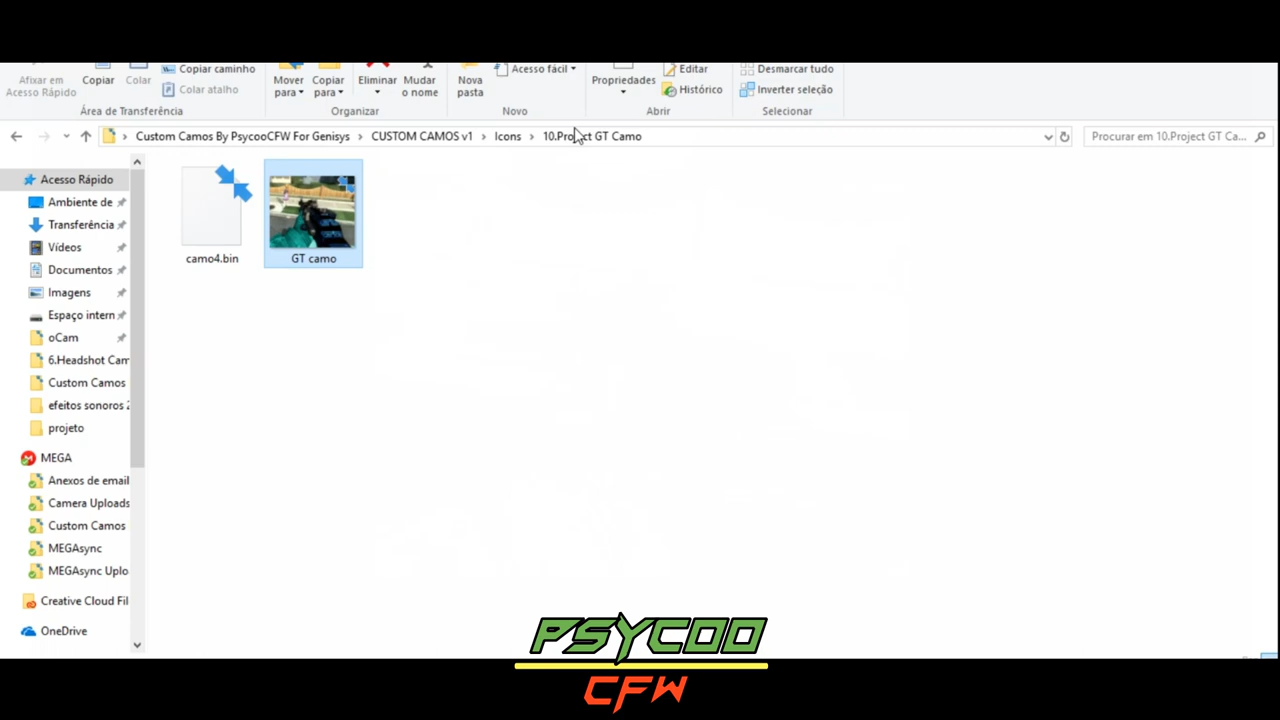 Afixar em
Acesso Rápido
Copiar
Colar
Copiar caminho
Colar atalho
Área de Transferência
Mover
para
Copiar
para
Eliminar
Mudar
o nome
Organizar
Nova
pasta
Acesso fácil
Novo
Propriedades
Editar
Histórico
Abrir
Desmarcar tudo
Inverter seleção
Selecionar
Custom Camos By PsycooCFW For Genisys
CUSTOM CAMOS v1
Icons
10.Project GT Camo
Procurar em 10.Project GT Ca...
Acesso Rápido
Ambiente de
Transferência
Vídeos
Documentos
Imagens
Espaço intern
oCam
6.Headshot Cam
Custom Camos
efeitos sonoros 2
projeto
MEGA
Anexos de email
Camera Uploads
Custom Camos
MEGAsync
MEGAsync Uplo
Creative Cloud Fil
OneDrive
camo4.bin
GT camo
PSYCOO
CFW